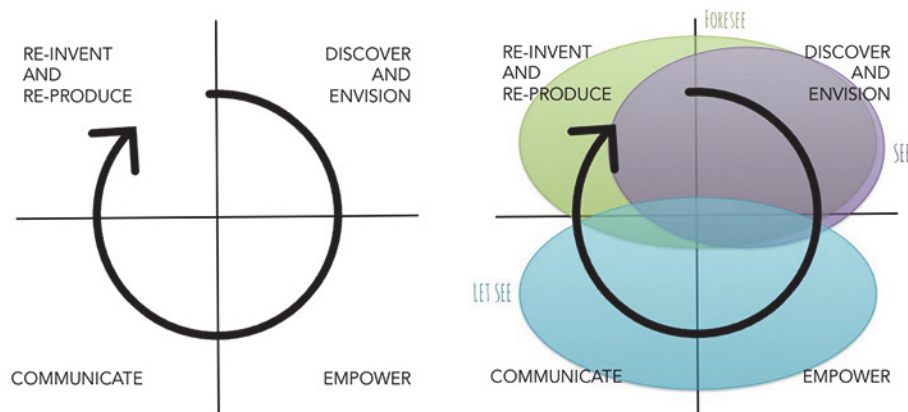 RE-INVENT
AND
RE-PRODUCE
DISCOVER
AND
ENVISION
COMMUNICATE
EMPOWER
FORESEE
RE-INVENT
AND
RE-PRODUCE
DISCOVER
AND
ENVISION
SEE
LET SEE
COMMUNICATE
EMPOWER